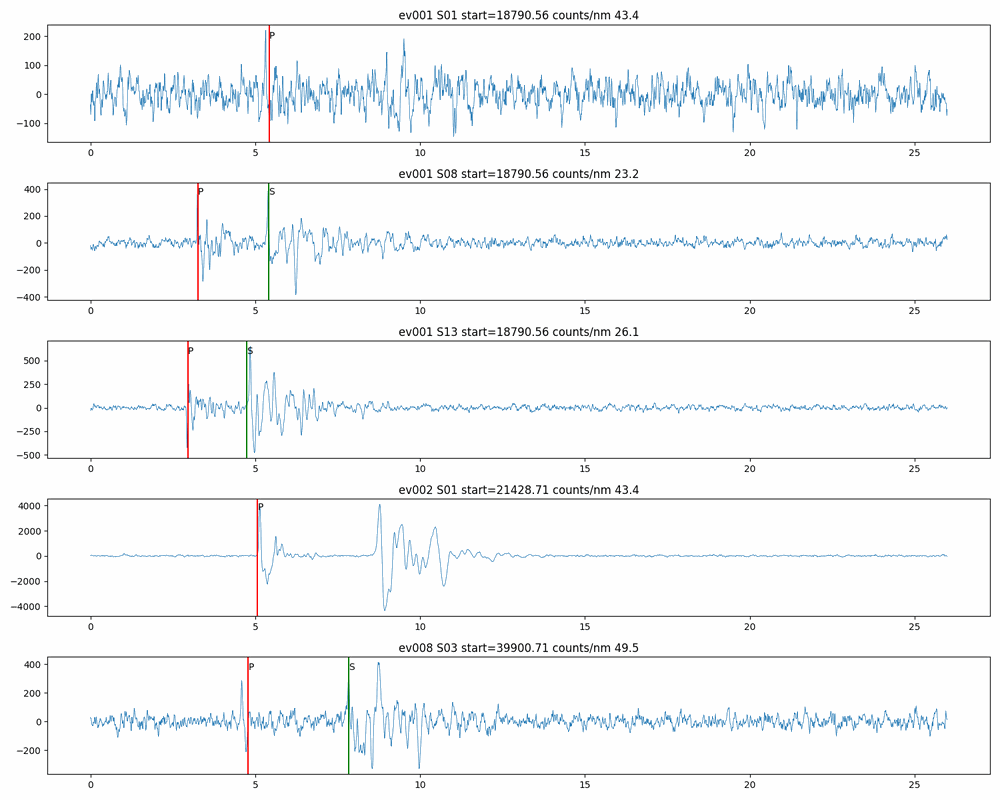 ev001 S01 start=18790.56 counts/nm 43.4
200
100
0
−100
P
0 5 10 15 20 25
ev001 S08 start=18790.56 counts/nm 23.2
400
200
0
−200
−400
P S
0 5 10 15 20 25
ev001 S13 start=18790.56 counts/nm 26.1
500
250
0
−250
−500
P S
0 5 10 15 20 25
ev002 S01 start=21428.71 counts/nm 43.4
4000
2000
0
−2000
−4000
P
0 5 10 15 20 25
ev008 S03 start=39900.71 counts/nm 49.5
400
200
0
−200
P S
0 5 10 15 20 25